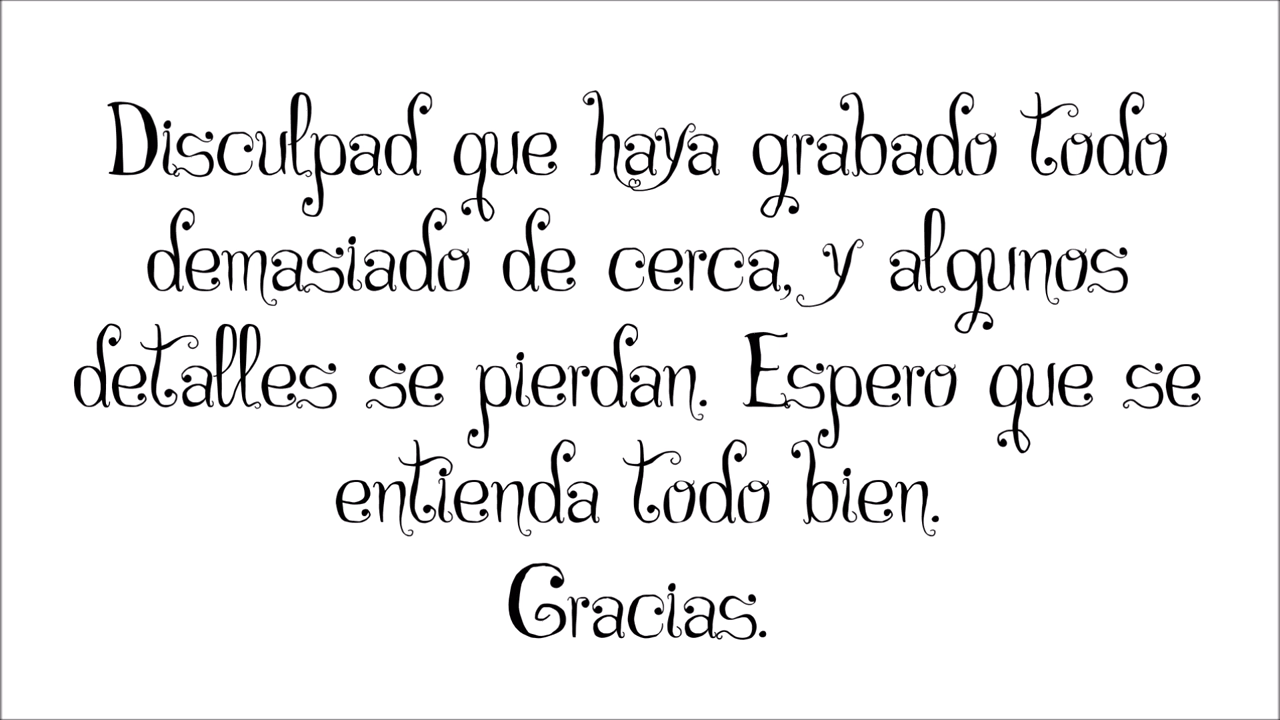 Disculpad que haya grabado todo
demasiado de cerca, y algunos
detalles se pierdan. Espero que se
entienda todo bien.
Gracias.